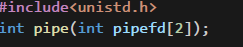 #include<unistd.h>
int pipe(int pipefd[2]);